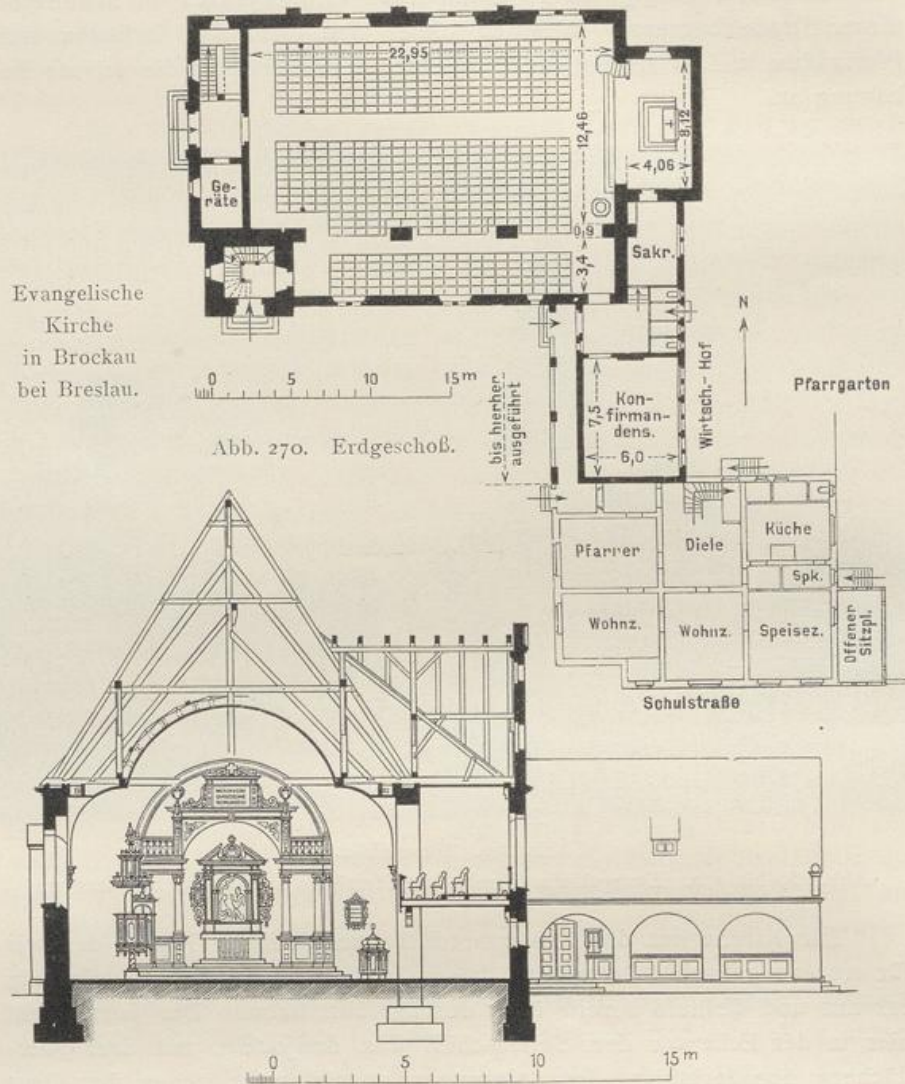 22,95
12,46
8,12
4,06
Ge-
räte
0,9
Sakr.
3,4
Evangelische
Kirche
in Brockau
bei Breslau.
N
0 5 10 15 m
Abb. 270. Erdgeschoß.
bis hierher
ausgeführt
7,5
Kon-
firman-
dens.
6,0
Wirtsch.- Hof
Pfarrgarten
Pfarrer
Diele
Küche
Spk.
Wohnz.
Wohnz.
Speisez.
Offener
Sitzpl.
Schulstraße
0 5 10 15 m